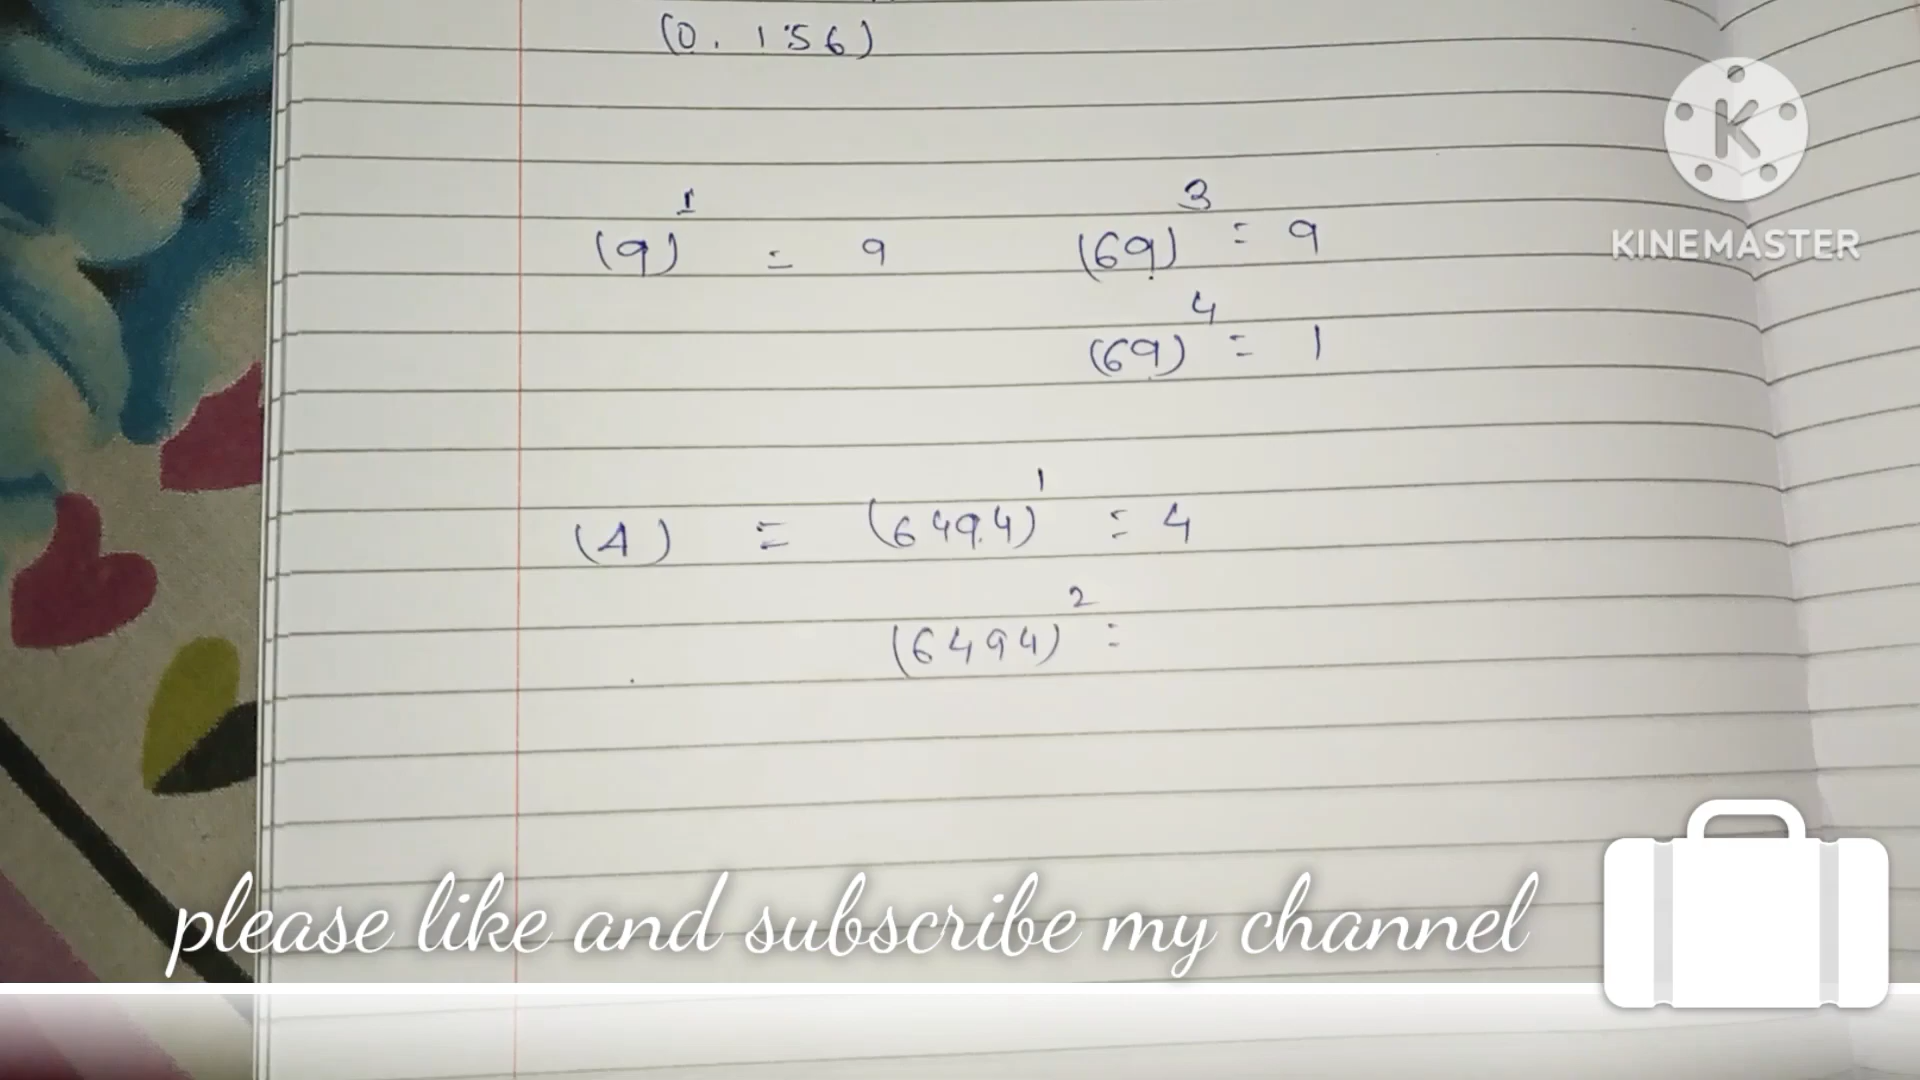 (0.156)
(9)¹ = 9 (69)³ = 9
(69)⁴ = 1
(4) = (6494)¹ = 4
(6494)² =
K
KINEMASTER
please like and subscribe my channel